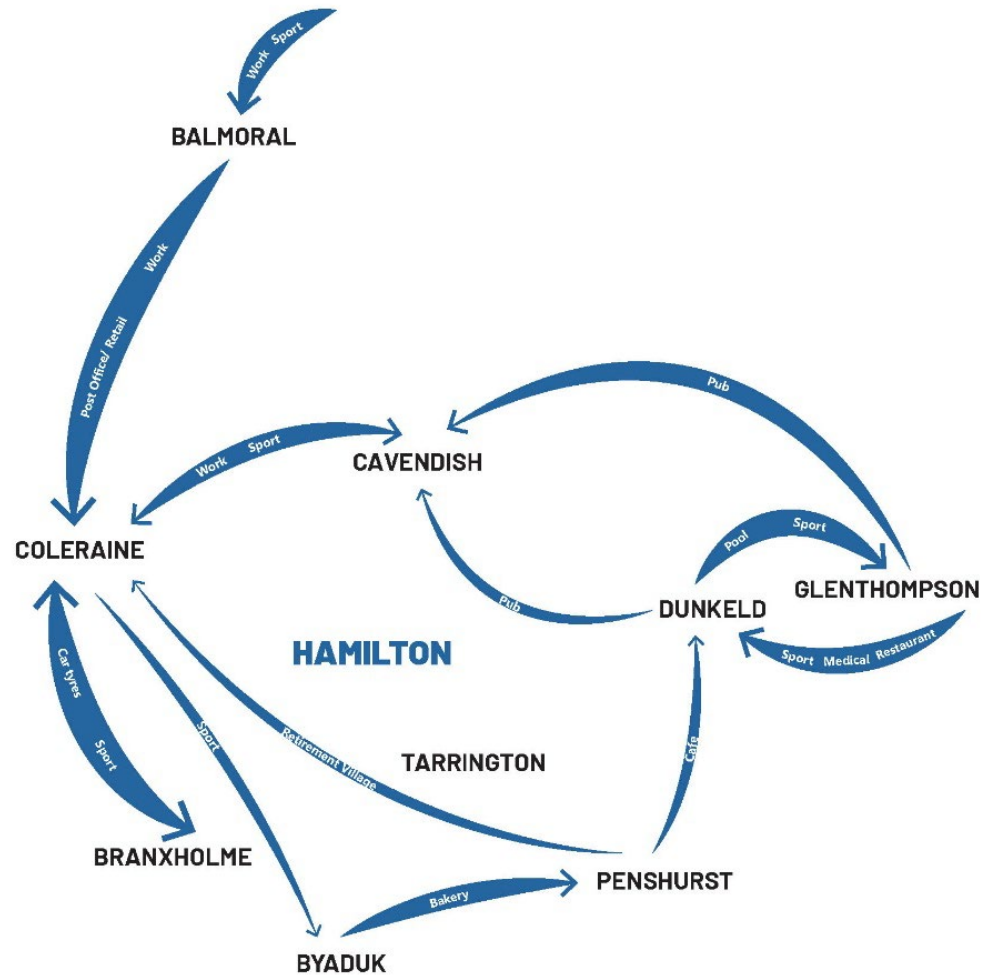 Work Sport
BALMORAL
Work
Post Office/ Retail
Pub
Work Sport
CAVENDISH
COLERAINE
Pool Sport
GLENTHOMPSON
DUNKELD
Pub
Sport Medical Restaurant
HAMILTON
Car tyres
Sport
Sport
Retirement Village
TARRINGTON
Cafe
BRANXHOLME
PENSHURST
Bakery
BYADUK